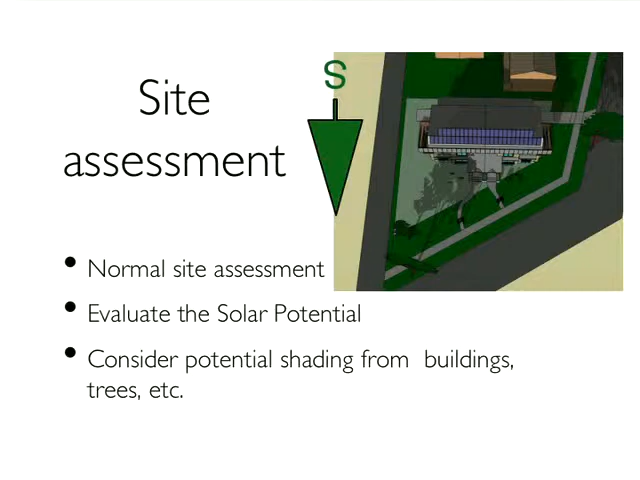 Site
assessment
S
• Normal site assessment
• Evaluate the Solar Potential
• Consider potential shading from buildings,
trees, etc.